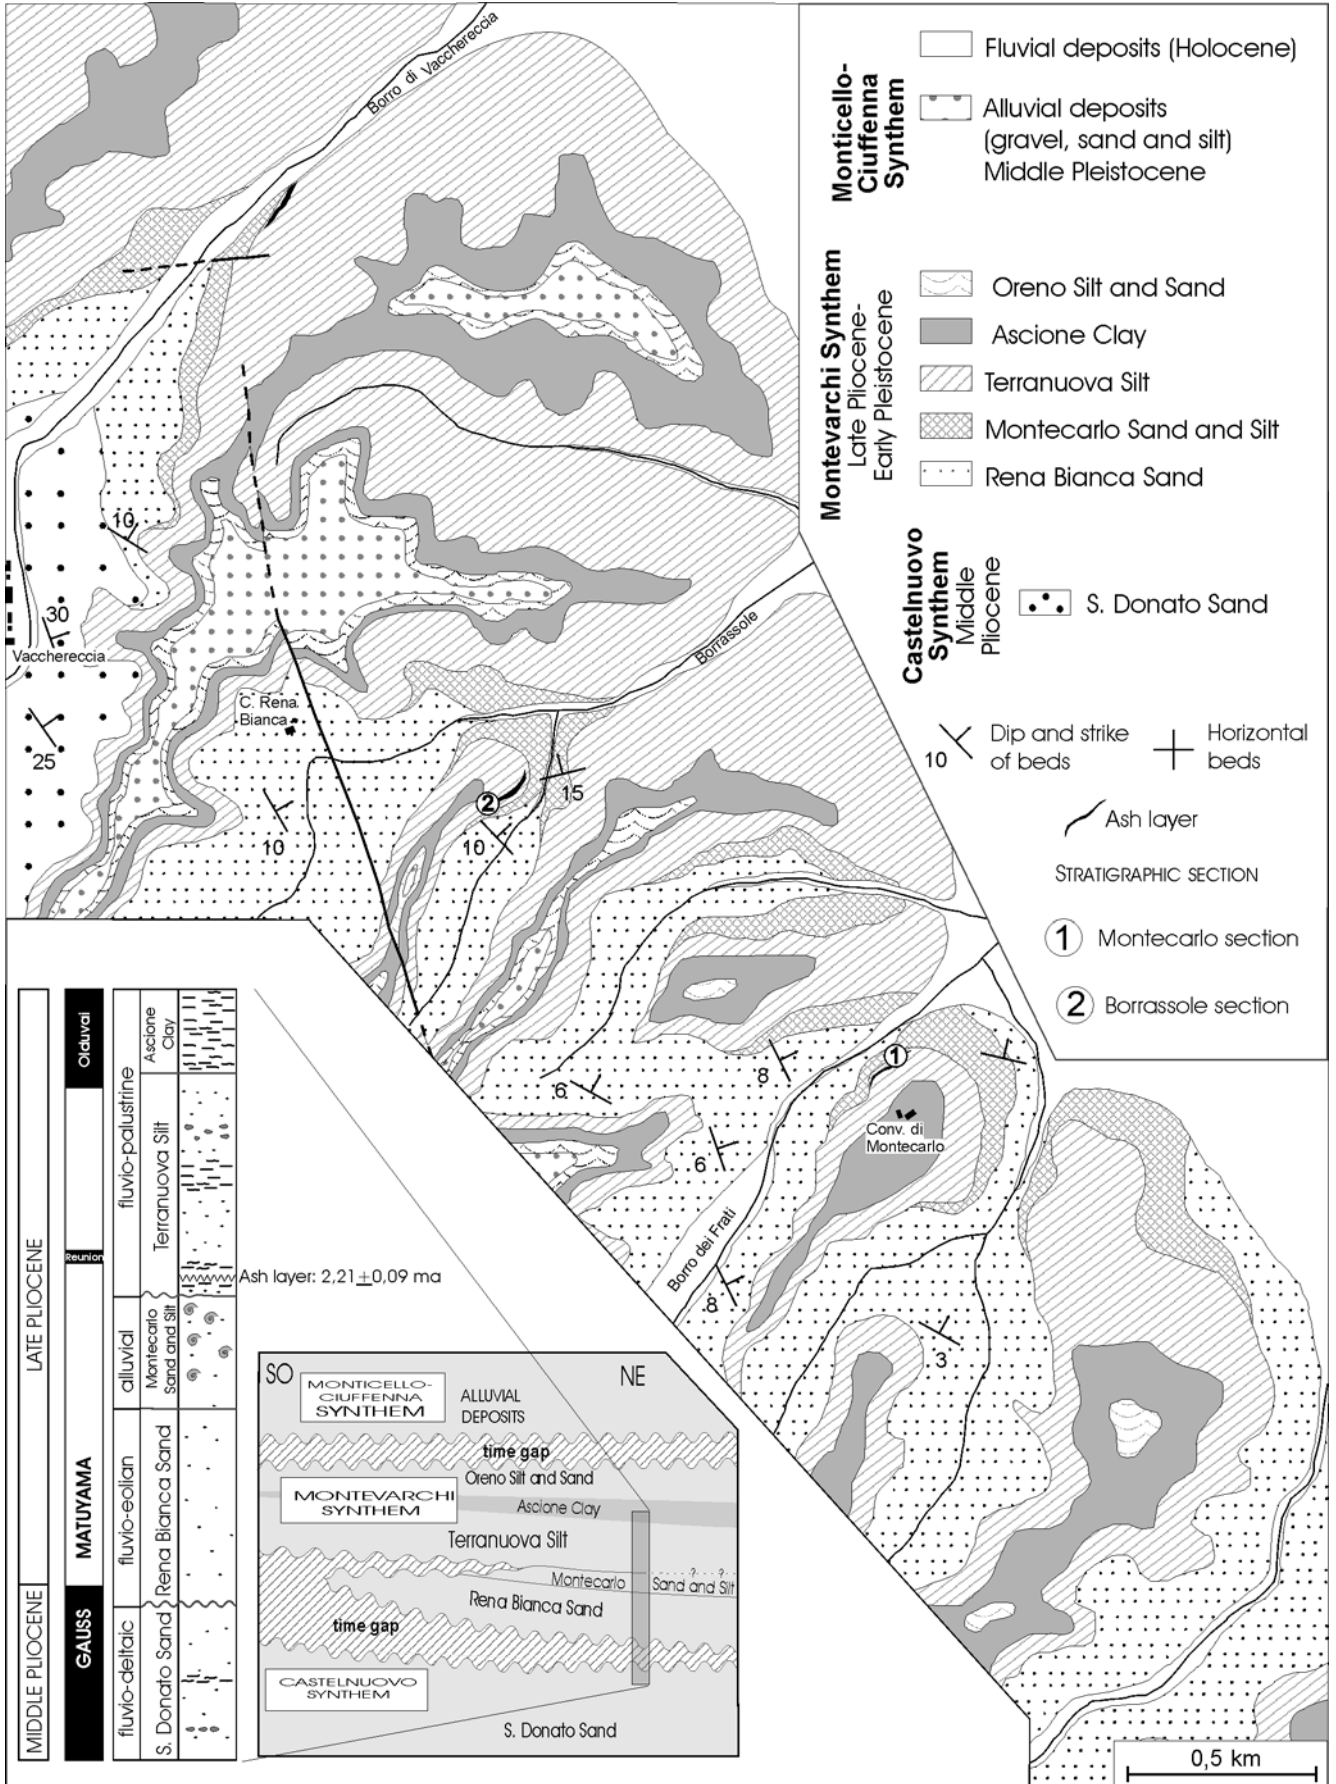 Borro di Vacchereccia
10
30
Vacchereccia
25
C. Rena
Bianca
10
Borrassole
2
15
10
6
8
6
8
3
1
Conv. di
Montecarlo
Borro dei Frati
Monticello-
Ciuffenna
Synthem
Fluvial deposits (Holocene)
Alluvial deposits
(gravel, sand and silt)
Middle Pleistocene
Montevarchi Synthem
Late Pliocene-
Early Pleistocene
Oreno Silt and Sand
Ascione Clay
Terranuova Silt
Montecarlo Sand and Silt
Rena Bianca Sand
Castelnuovo
Synthem
Middle
Pliocene
S. Donato Sand
10
Dip and strike
of beds
Horizontal
beds
Ash layer
STRATIGRAPHIC SECTION
1 Montecarlo section
2 Borrassole section
LATE PLIOCENE
MIDDLE PLIOCENE
Olduvai
Reunion
MATUYAMA
GAUSS
fluvio-palustrine
alluvial
fluvio-eolian
fluvio-deltaic
Ascione
Clay
Terranuova Silt
Montecarlo
Sand and Silt
Rena Bianca Sand
S. Donato Sand
Ash layer: 2,21±0,09 ma
SO
NE
MONTICELLO-
CIUFFENNA
SYNTHEM
ALLUVIAL
DEPOSITS
time gap
Oreno Silt and Sand
MONTEVARCHI
SYNTHEM
Ascione Clay
Terranuova Silt
Montecarlo
? ?
Sand and Silt
Rena Bianca Sand
time gap
CASTELNUOVO
SYNTHEM
S. Donato Sand
0,5 km